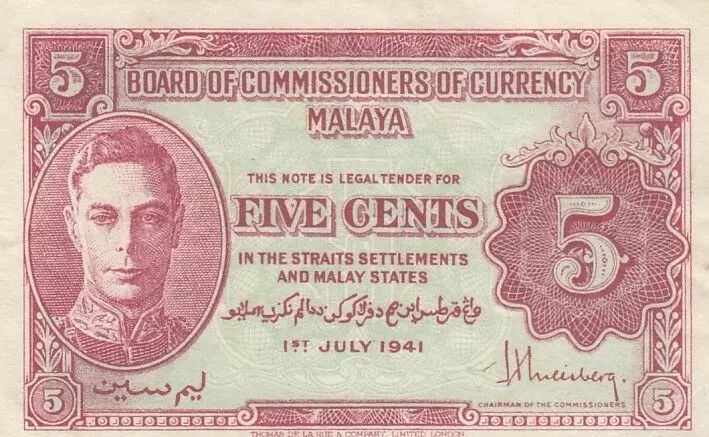 5 5
BOARD OF COMMISSIONERS OF CURRENCY
MALAYA
THIS NOTE IS LEGAL TENDER FOR
FIVE CENTS
5
IN THE STRAITS SETTLEMENTS
AND MALAY STATES
1ST JULY 1941
ليم سين
CHAIRMAN OF THE COMMISSIONERS
5 5
THOMAS DE LA RUE & COMPANY, LIMITED, LONDON